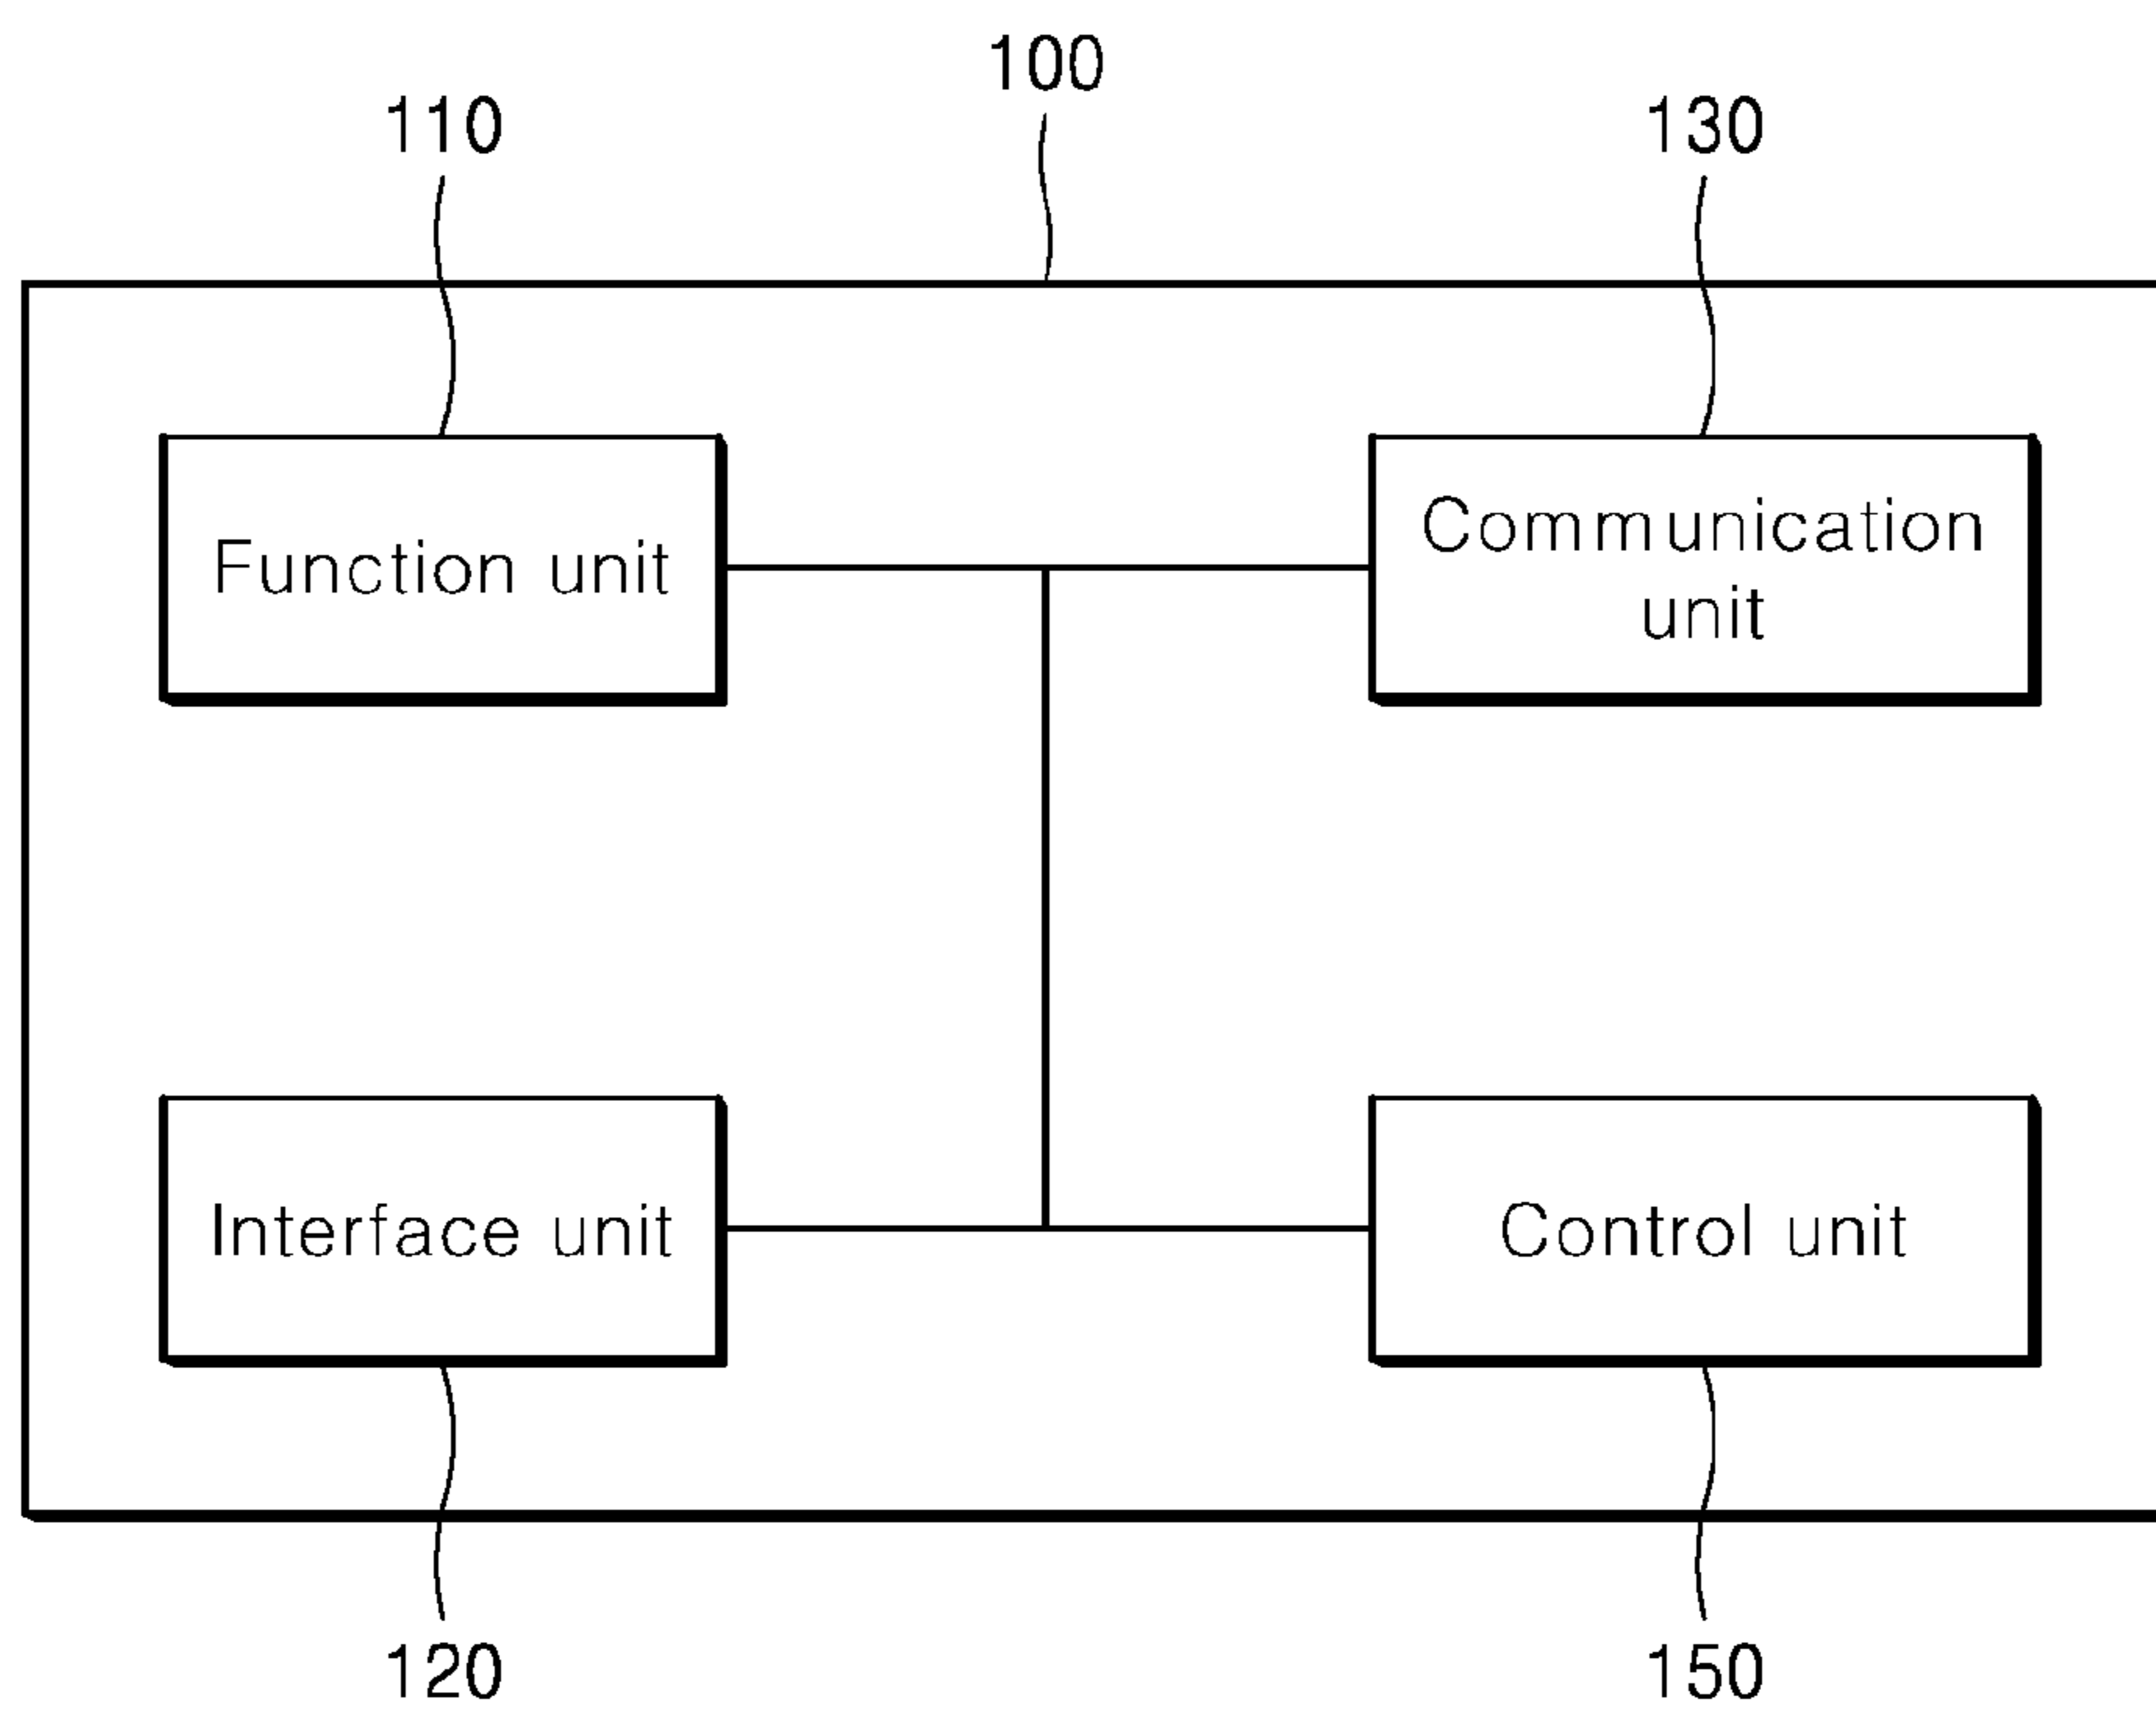 100
110
130
Function unit
Communication
unit
Interface unit
Control unit
120
150